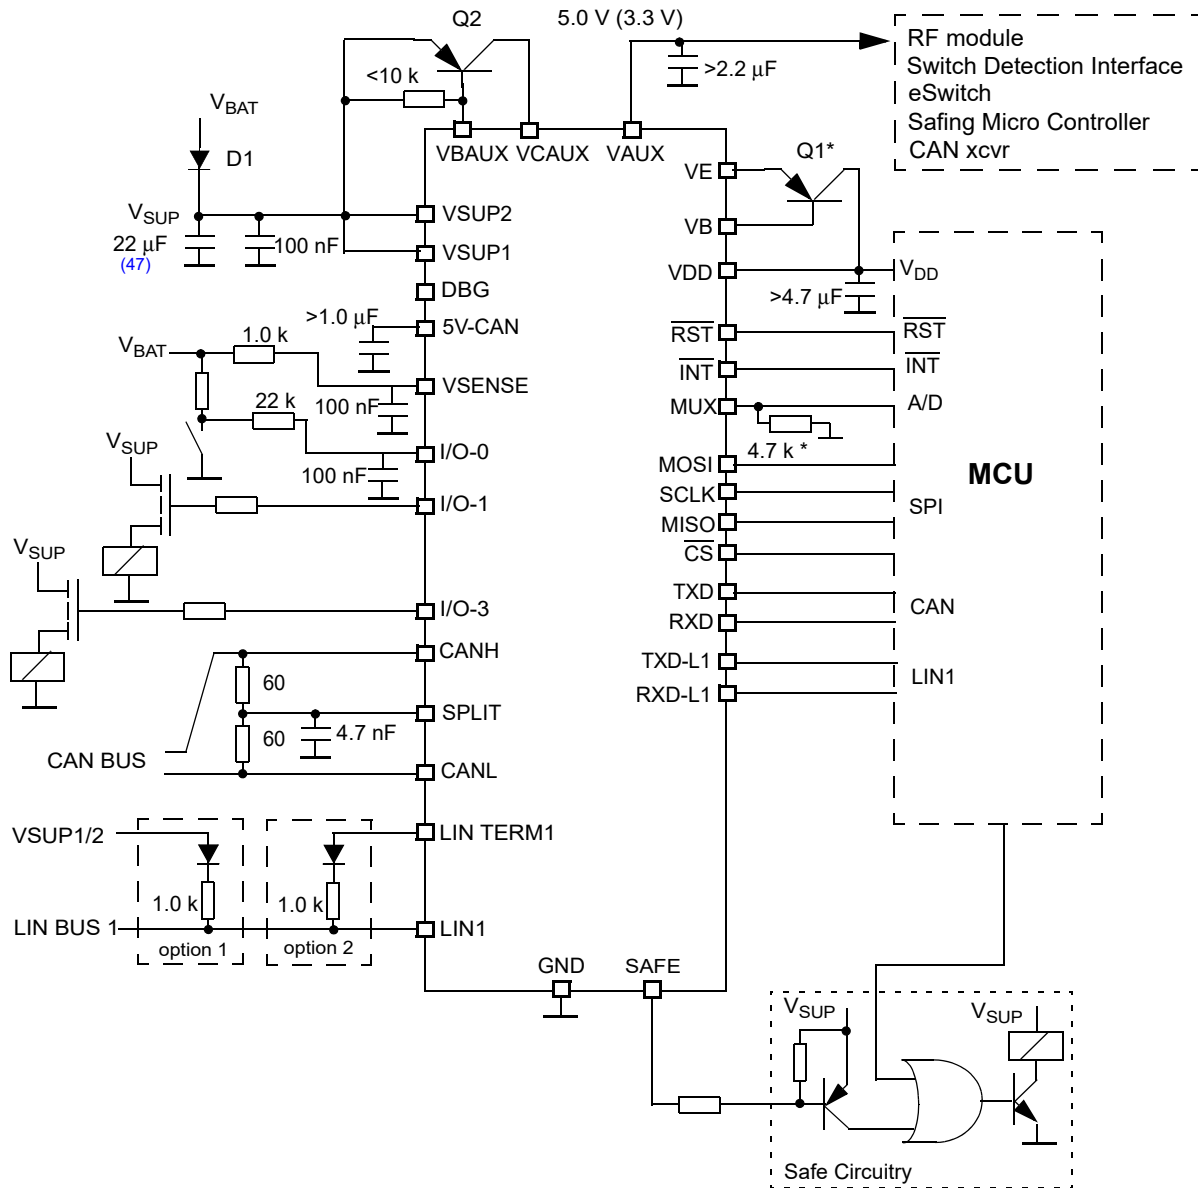 Q2
5.0 V (3.3 V)
RF module
Switch Detection Interface
eSwitch
Safing Micro Controller
CAN xcvr
>2.2 μF
<10 k
VBAT
D1
VBAUX
VCAUX
VAUX
Q1*
VE
VB
VSUP
VSUP2
22 μF
(47)
100 nF
VSUP1
VDD
VDD
DBG
>4.7 μF
>1.0 μF
5V-CAN
RST
RST
VBAT
1.0 k
INT
INT
VSENSE
100 nF
22 k
MUX
A/D
4.7 k *
VSUP
I/O-0
100 nF
MOSI
MCU
SCLK
SPI
I/O-1
MISO
VSUP
CS
TXD
CAN
I/O-3
RXD
CANH
TXD-L1
LIN1
60
RXD-L1
SPLIT
60
4.7 nF
CAN BUS
CANL
VSUP1/2
LIN TERM1
1.0 k
1.0 k
LIN BUS 1
LIN1
option 1
option 2
GND
SAFE
VSUP
VSUP
Safe Circuitry